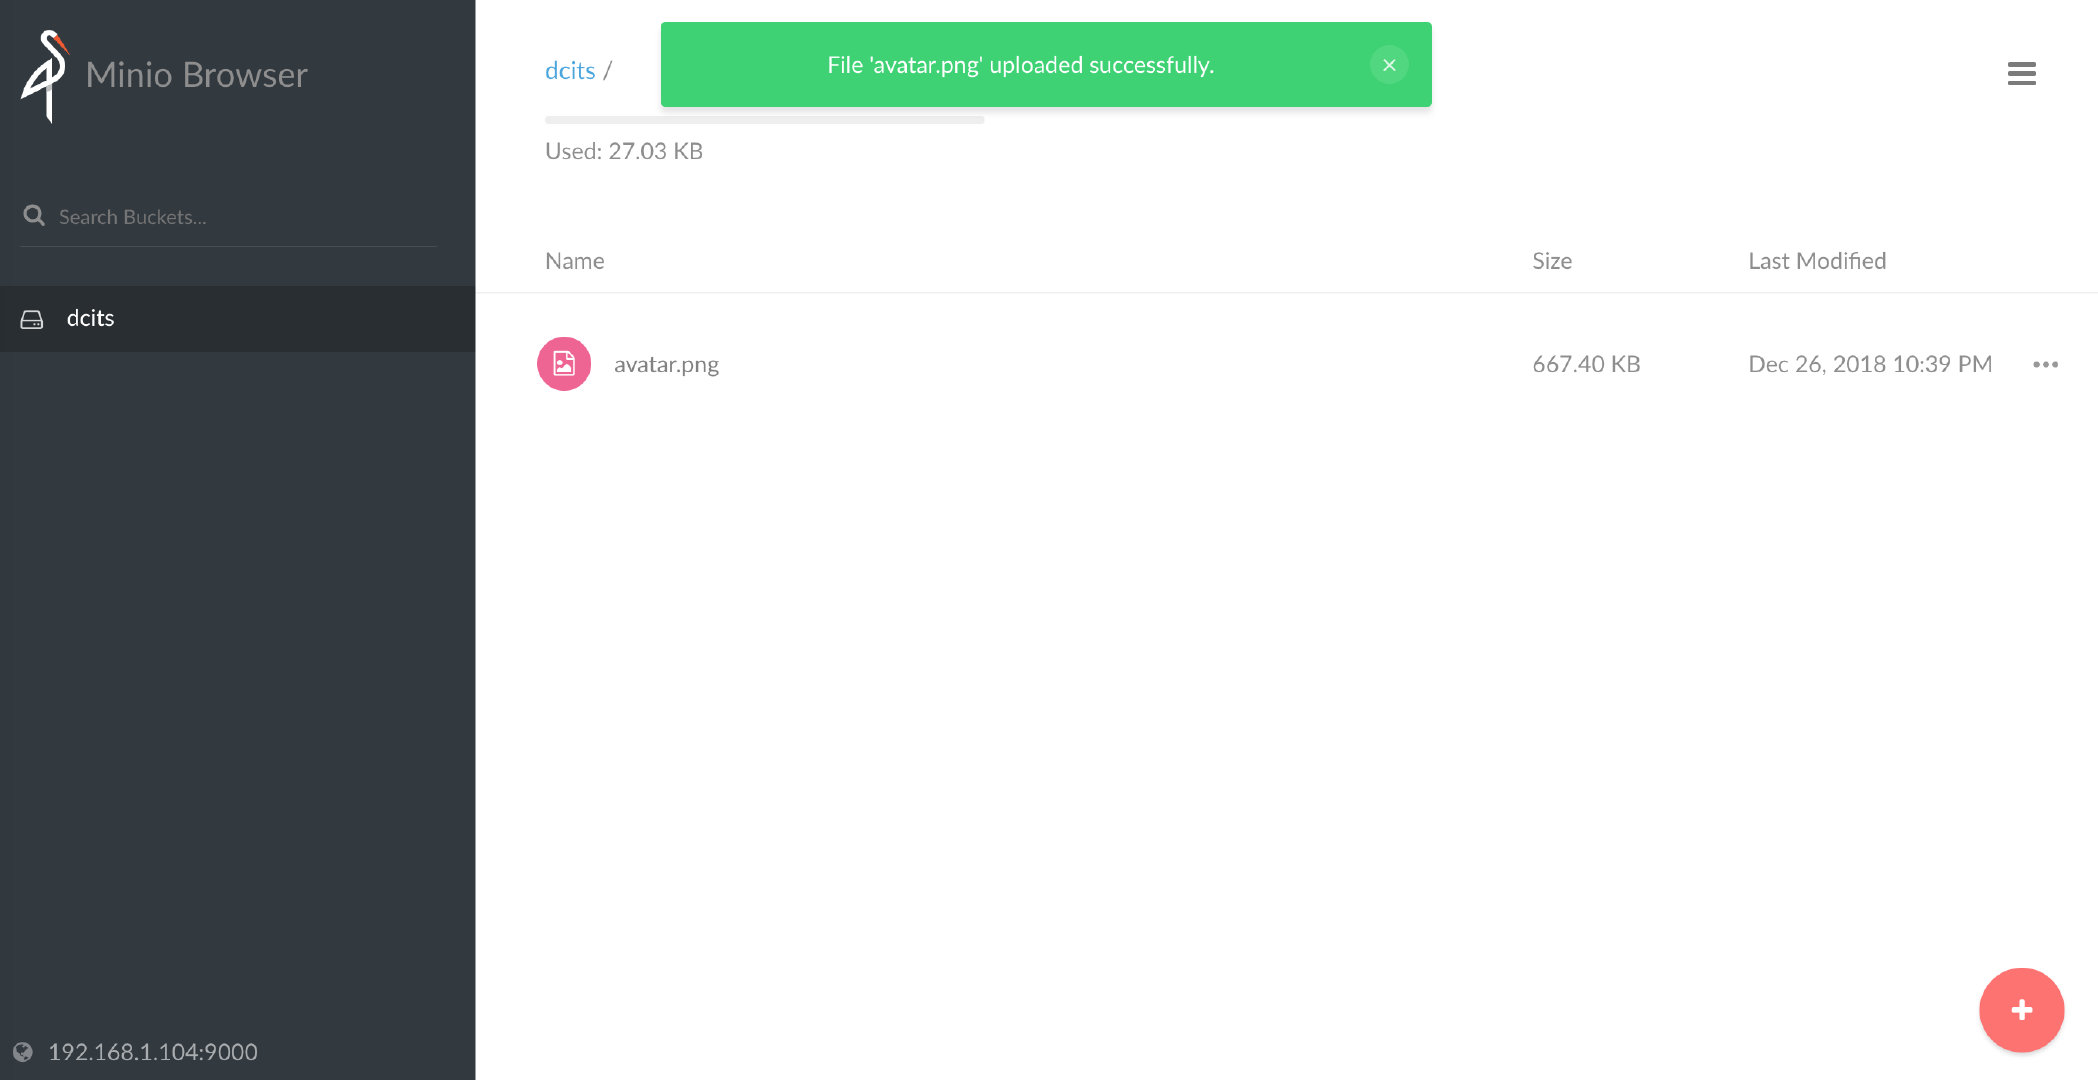 Minio Browser
Search Buckets...
dcits
192.168.1.104:9000
dcits /
File 'avatar.png' uploaded successfully.
Used: 27.03 KB
Name Size Last Modified
avatar.png 667.40 KB Dec 26, 2018 10:39 PM